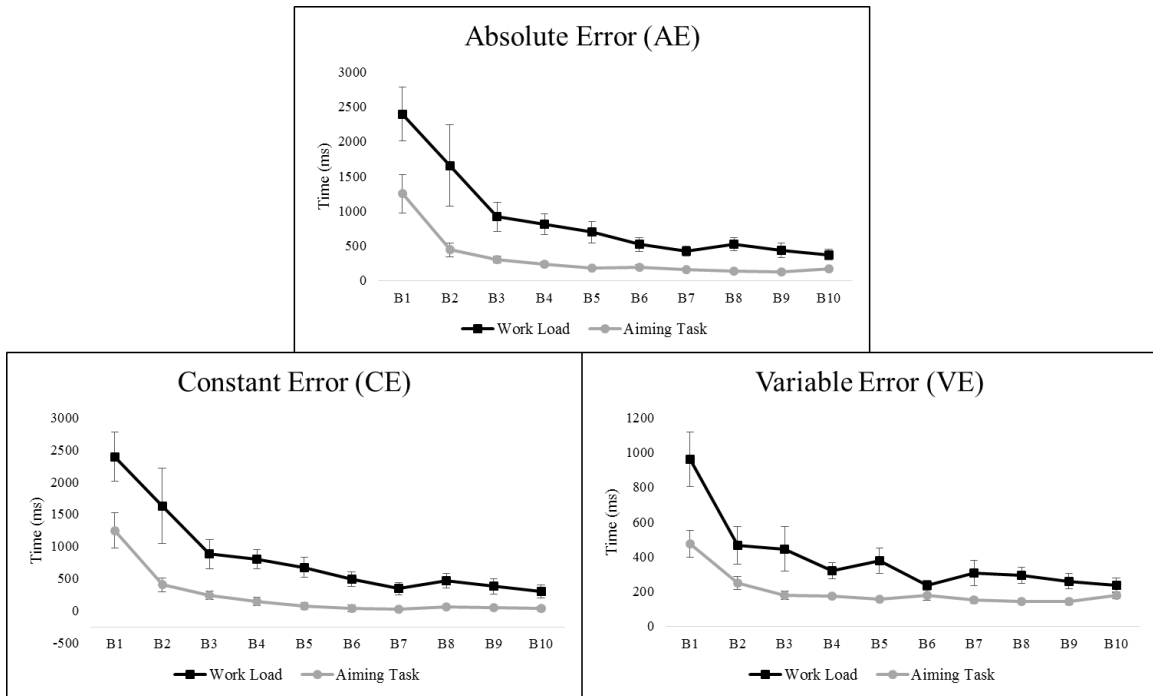 Absolute Error (AE)
Time (ms)
3000
2500
2000
1500
1000
500
0
B1 B2 B3 B4 B5 B6 B7 B8 B9 B10
Work Load Aiming Task
Constant Error (CE)
Time (ms)
3000
2500
2000
1500
1000
500
0
-500
B1 B2 B3 B4 B5 B6 B7 B8 B9 B10
Work Load Aiming Task
Variable Error (VE)
Time (ms)
1200
1000
800
600
400
200
0
B1 B2 B3 B4 B5 B6 B7 B8 B9 B10
Work Load Aiming Task